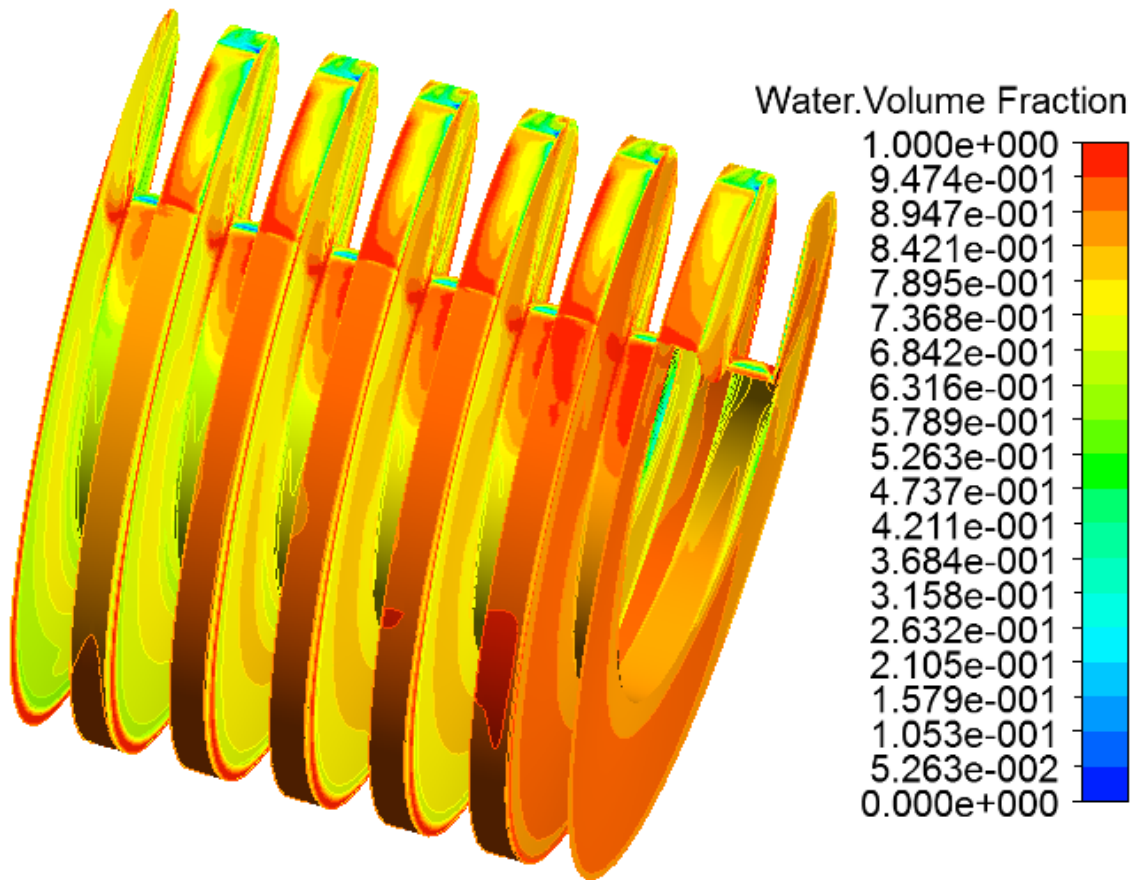 Water.Volume Fraction
1.000e+000
9.474e-001
8.947e-001
8.421e-001
7.895e-001
7.368e-001
6.842e-001
6.316e-001
5.789e-001
5.263e-001
4.737e-001
4.211e-001
3.684e-001
3.158e-001
2.632e-001
2.105e-001
1.579e-001
1.053e-001
5.263e-002
0.000e+000